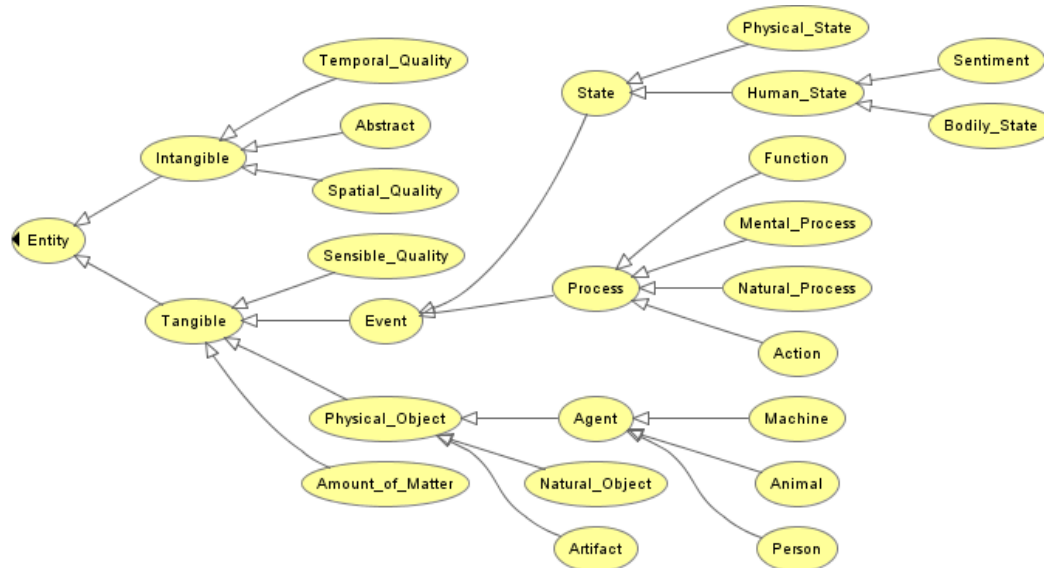 Physical_State
Temporal_Quality
Sentiment
State
Human_State
Abstract
Bodily_State
Intangible
Function
Spatial_Quality
Mental_Process
Entity
Sensible_Quality
Process
Natural_Process
Tangible
Event
Action
Physical_Object
Agent
Machine
Amount_of_Matter
Natural_Object
Animal
Artifact
Person